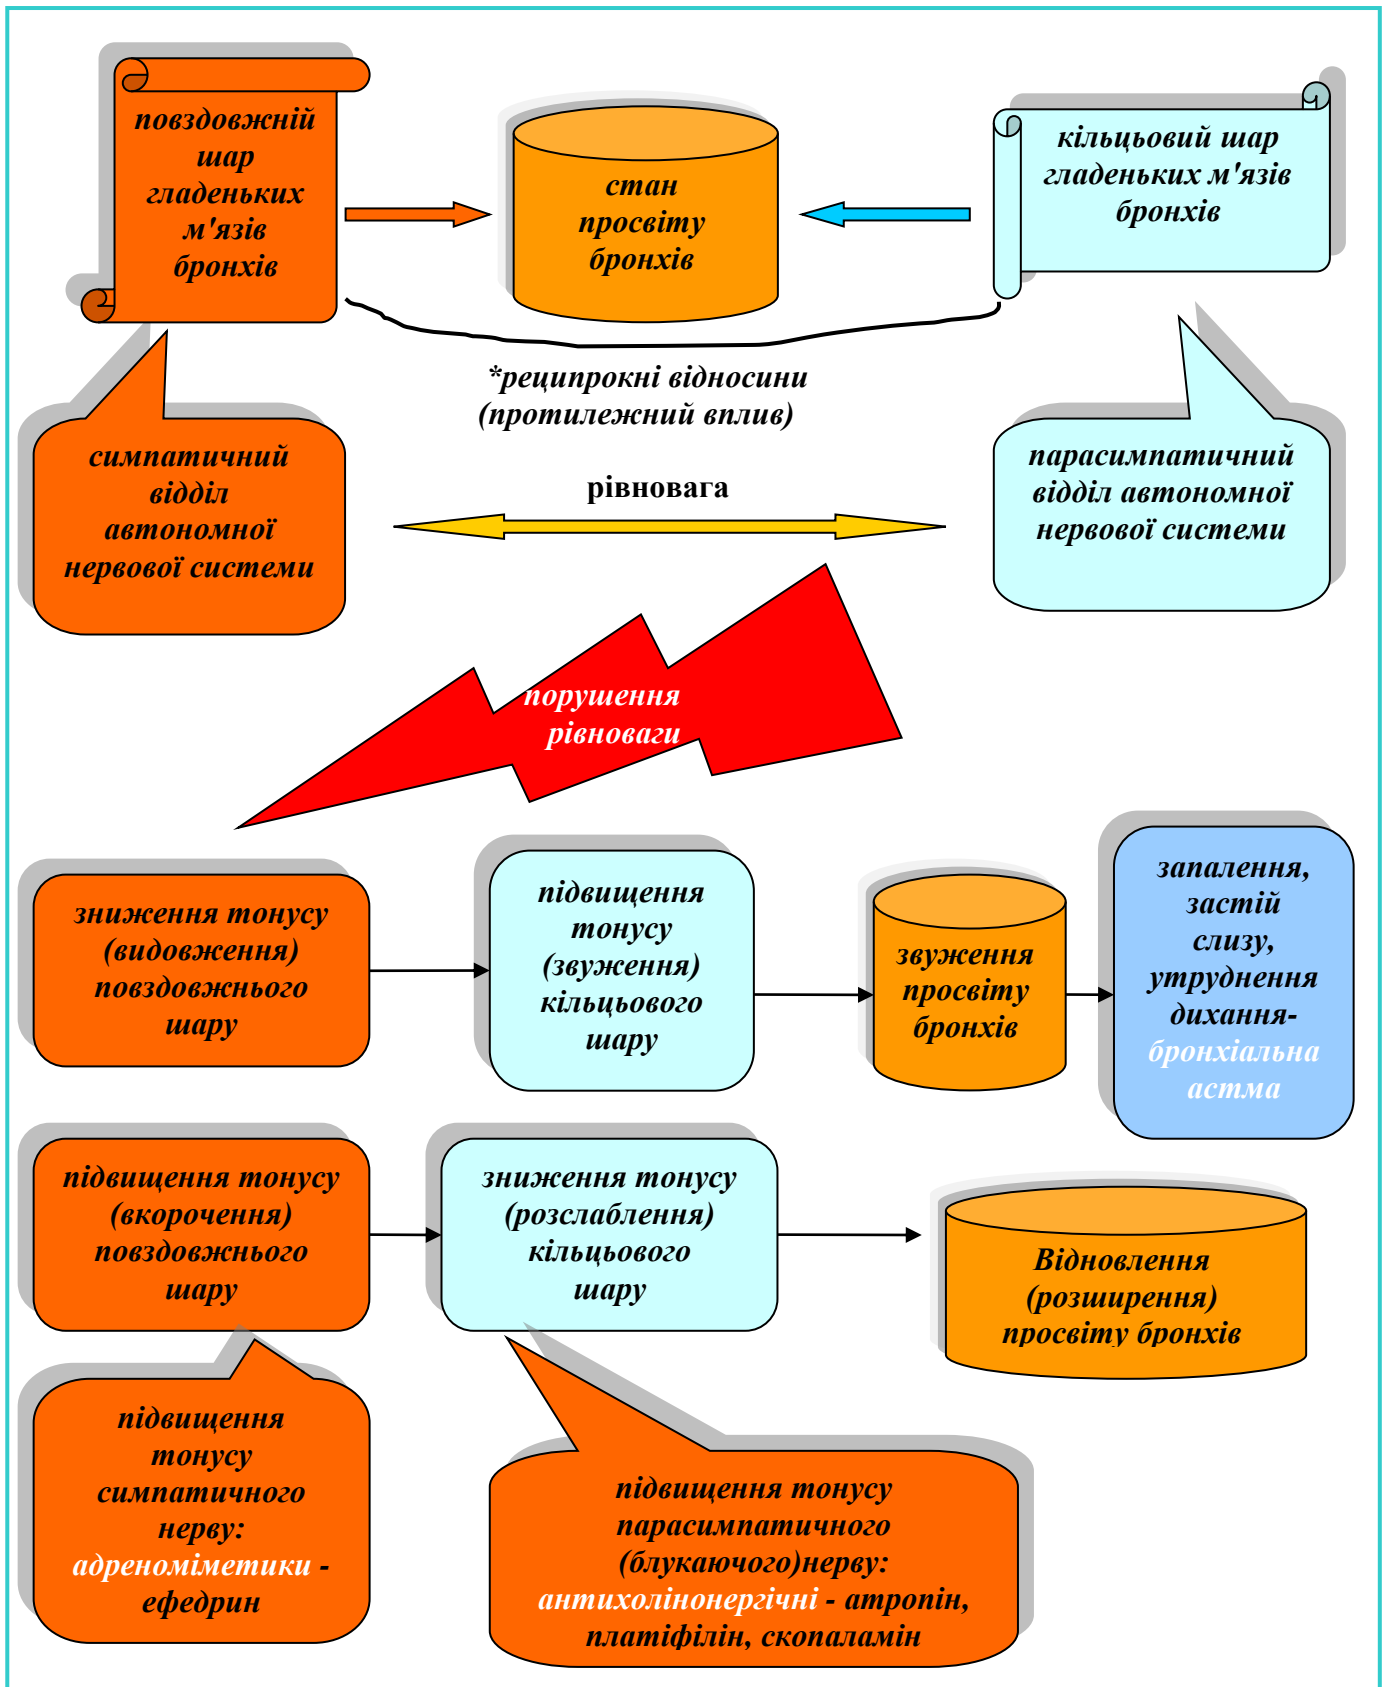 повздовжній
шар
гладеньких
м'язів
бронхів
стан
просвіту
бронхів
кільцьовий шар
гладеньких м'язів
бронхів
*реципрокні відносини
(протилежний вплив)
симпатичний
відділ
автономної
нервової системи
рівновага
парасимпатичний
відділ автономної
нервової системи
порушення
рівноваги
зниження тонусу
(видовження)
повздовжнього
шару
підвищення
тонусу
(звуження)
кільцьового
шару
звуження
просвіту
бронхів
запалення,
застій
слизу,
утруднення
дихання-
бронхіальна
астма
підвищення тонусу
(вкорочення)
повздовжнього
шару
зниження тонусу
(розслаблення)
кільцьового
шару
Відновлення
(розширення)
просвіту бронхів
підвищення
тонусу
симпатичного
нерву:
адреноміметики -
ефедрин
підвищення тонусу
парасимпатичного
(блукаючого)нерву:
антихолінонергічні - атропін,
платіфілін, скопаламін